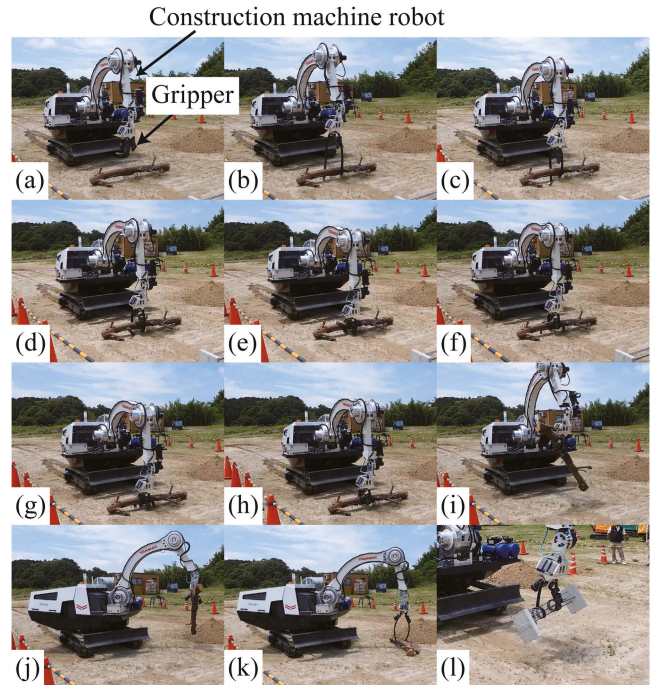 Construction machine robot
Gripper
(a)
(b)
(c)
(d)
(e)
(f)
(g)
(h)
(i)
(j)
(k)
(l)